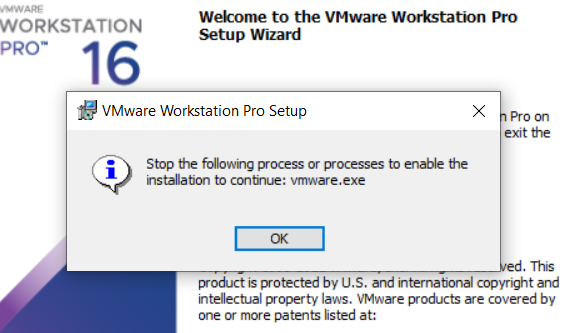 VMWARE
WORKSTATION
PRO™
16
Welcome to the VMware Workstation Pro
Setup Wizard
Pro on
exit the
VMware Workstation Pro Setup
Stop the following process or processes to enable the
installation to continue: vmware.exe
OK
ved. This
product is protected by U.S. and international copyright and
intellectual property laws. VMware products are covered by
one or more patents listed at: